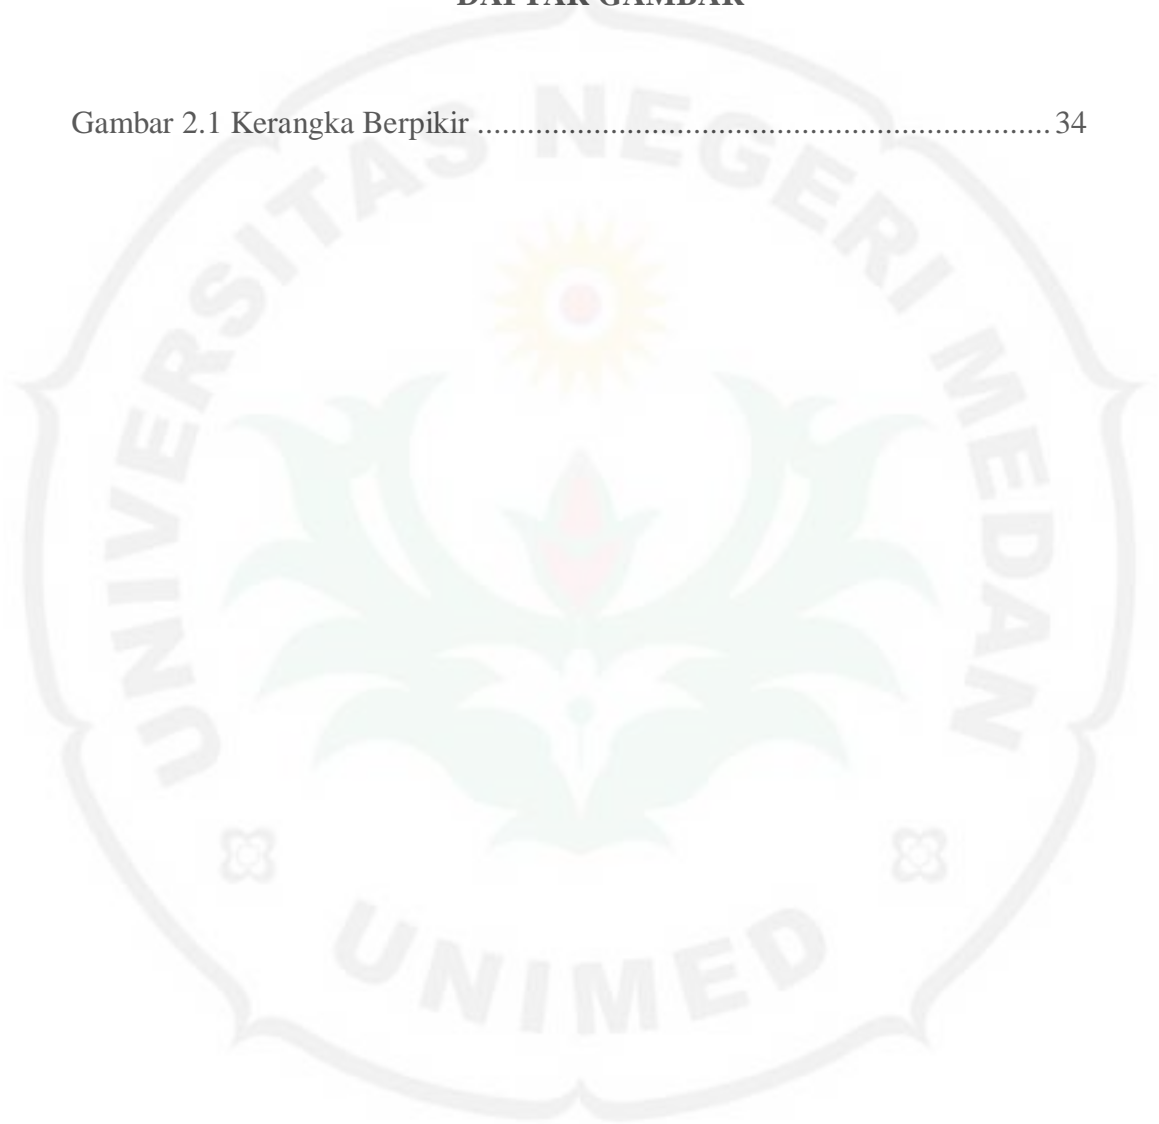 DAFTAR GAMBAR
Gambar 2.1 Kerangka Berpikir .................................................................... 34
UNIVERSITAS NEGERI MEDAN
UNIMED